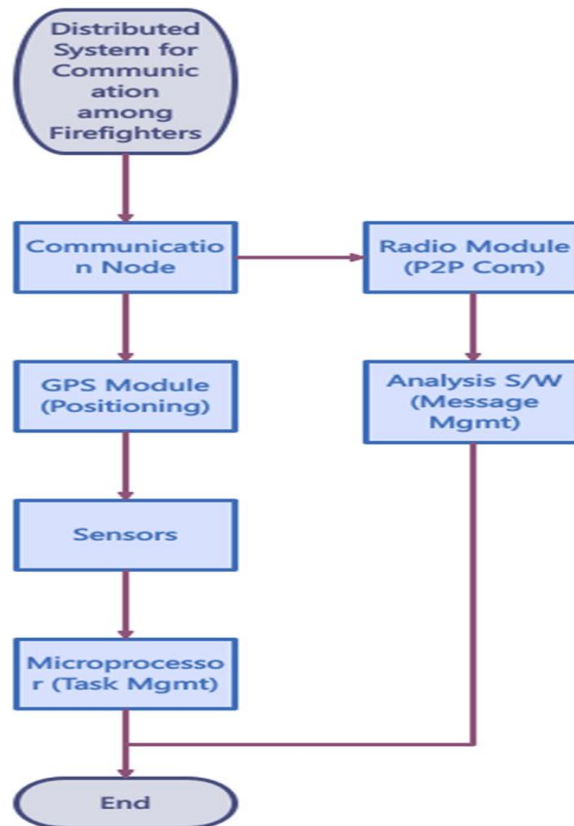 Distributed
System for
Communic
ation
among
Firefighters
Communicatio
n Node
Radio Module
(P2P Com)
GPS Module
(Positioning)
Analysis S/W
(Message
Mgmt)
Sensors
Microprocesso
r (Task Mgmt)
End